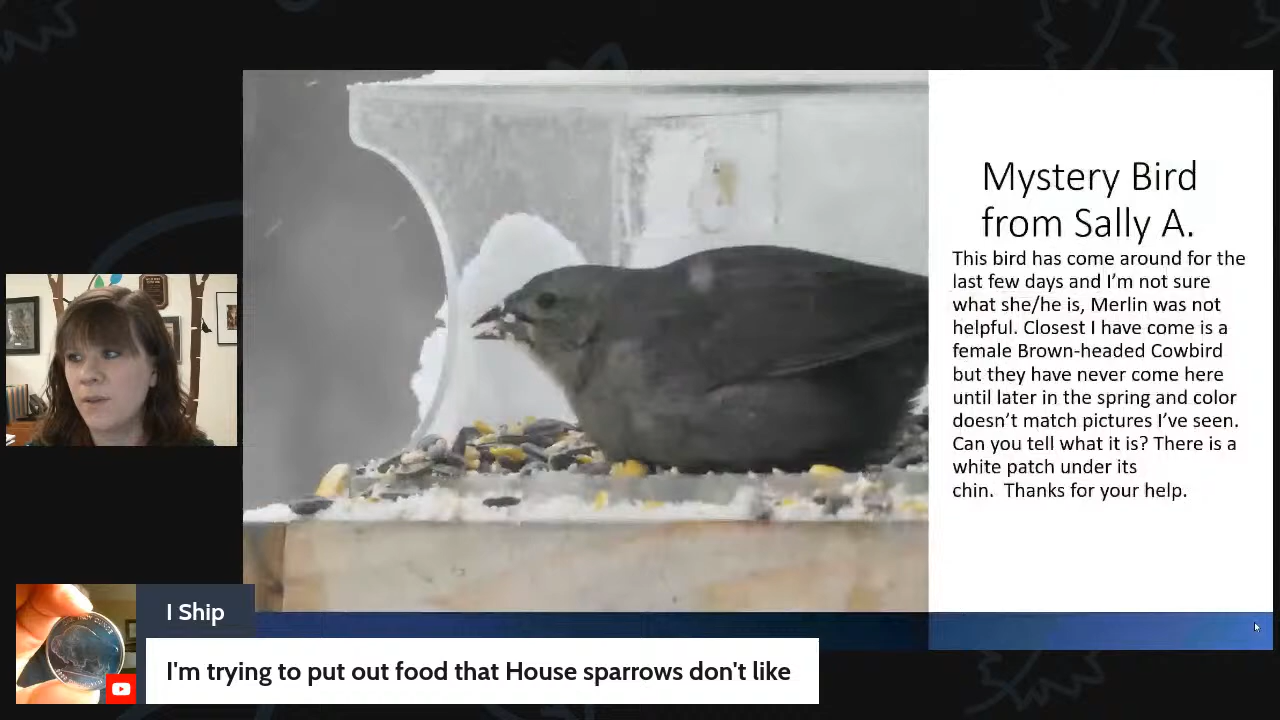 Mystery Bird
from Sally A.
This bird has come around for the
last few days and I'm not sure
what she/he is, Merlin was not
helpful. Closest I have come is a
female Brown-headed Cowbird
but they have never come here
until later in the spring and color
doesn't match pictures I've seen.
Can you tell what it is? There is a
white patch under its
chin.  Thanks for your help.
I Ship
I'm trying to put out food that House sparrows don't like